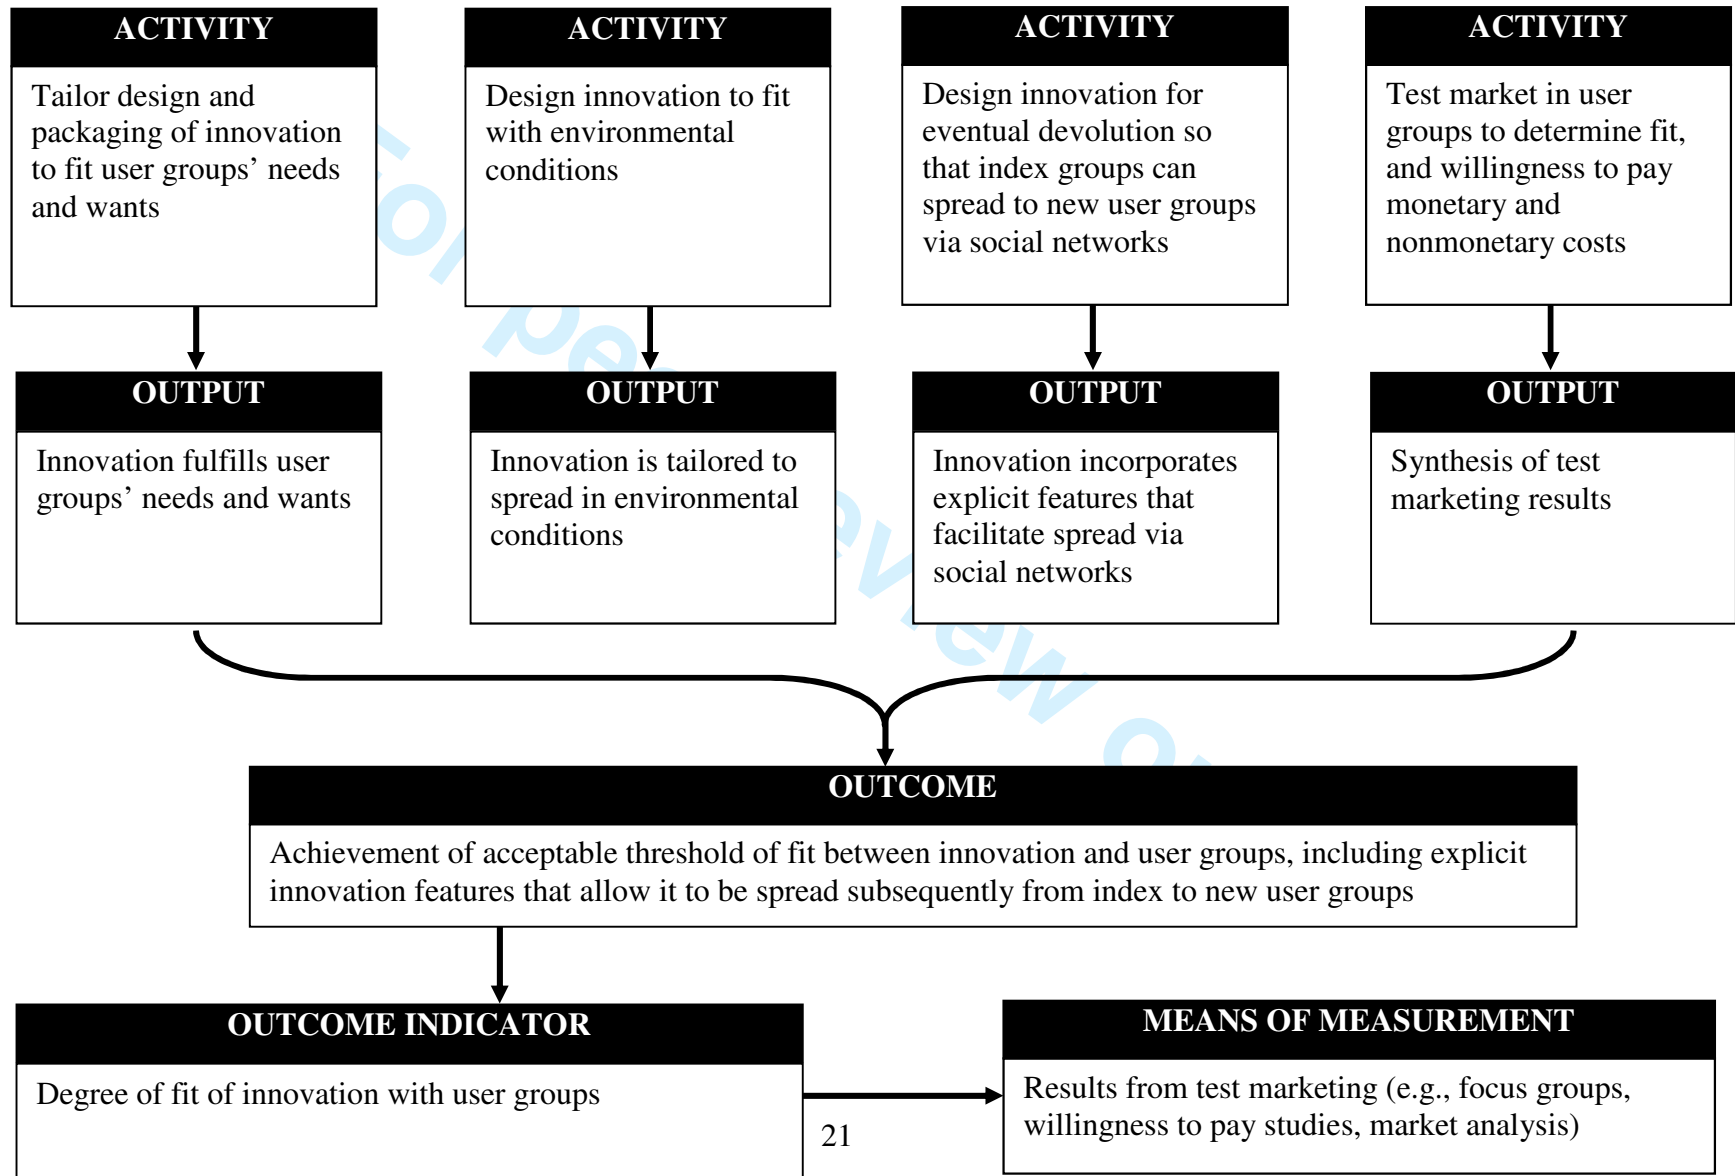 ACTIVITY
Tailor design and
packaging of innovation
to fit user groups’ needs
and wants
ACTIVITY
Design innovation to fit
with environmental
conditions
ACTIVITY
Design innovation for
eventual devolution so
that index groups can
spread to new user groups
via social networks
ACTIVITY
Test market in user
groups to determine fit,
and willingness to pay
monetary and
nonmonetary costs
OUTPUT
Innovation fulfills user
groups’ needs and wants
OUTPUT
Innovation is tailored to
spread in environmental
conditions
OUTPUT
Innovation incorporates
explicit features that
facilitate spread via
social networks
OUTPUT
Synthesis of test
marketing results
OUTCOME
Achievement of acceptable threshold of fit between innovation and user groups, including explicit
innovation features that allow it to be spread subsequently from index to new user groups
OUTCOME INDICATOR
Degree of fit of innovation with user groups
MEANS OF MEASUREMENT
Results from test marketing (e.g., focus groups,
willingness to pay studies, market analysis)
21